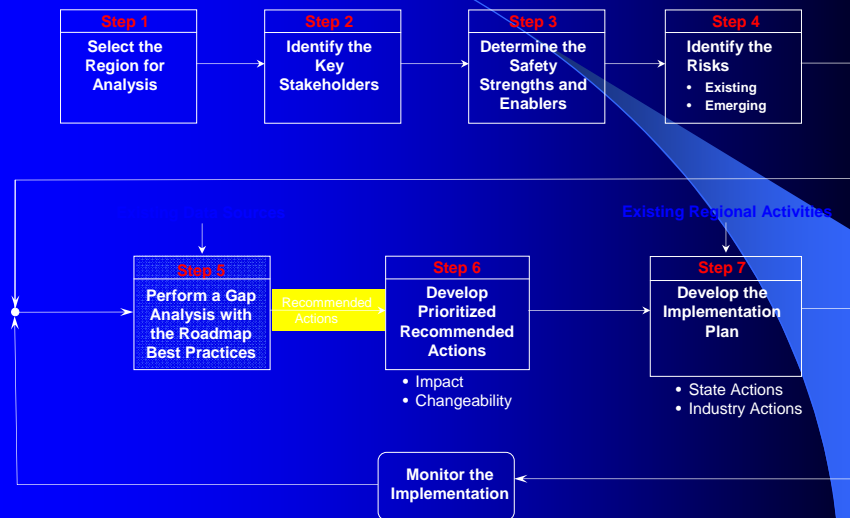 Step 1
Select the
Region for
Analysis
Step 2
Identify the
Key
Stakeholders
Step 3
Determine the
Safety
Strengths and
Enablers
Step 4
Identify the
Risks
• Existing
• Emerging
Existing Regional Activities
Step 5
Perform a Gap
Analysis with
the Roadmap
Best Practices
Recommended
Actions
Step 6
Develop
Prioritized
Recommended
Actions
• Impact
• Changeability
Step 7
Develop the
Implementation
Plan
• State Actions
• Industry Actions
Monitor the
Implementation